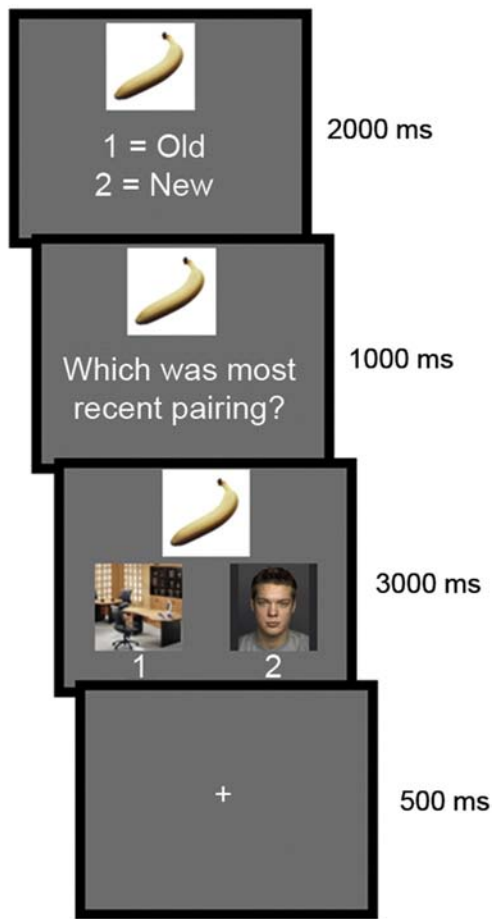 1 = Old
2 = New
2000 ms
Which was most
recent pairing?
1000 ms
1 2
3000 ms
+
500 ms